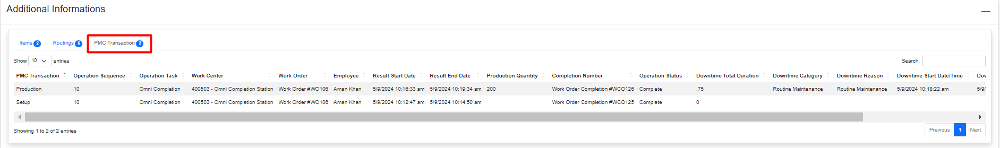 Additional Informations
Items 2 Routings 6 PMC Transaction 2
Show 10 entries Search:
PMC Transaction Operation Sequence Operation Task Work Center Work Order Employee Result Start Date Result End Date Production Quantity Completion Number Operation Status Downtime Total Duration Downtime Category Downtime Reason Downtime Start Date/Time Dow
Production 10 Omni Completion 400503 - Omni Completion Station Work Order #WO106 Aman Khan 5/9/2024 10:16:33 am 5/9/2024 10:19:34 am 200 Work Order Completion #WCO126 Complete .75 Routine Maintenance Routine Maintenance 5/9/2024 10:18:22 am 5/9/
Setup 10 Omni Completion 400503 - Omni Completion Station Work Order #WO106 Aman Khan 5/9/2024 10:12:47 am 5/9/2024 10:14:50 am Work Order Completion #WCO125 Complete 0
Showing 1 to 2 of 2 entries Previous 1 Next